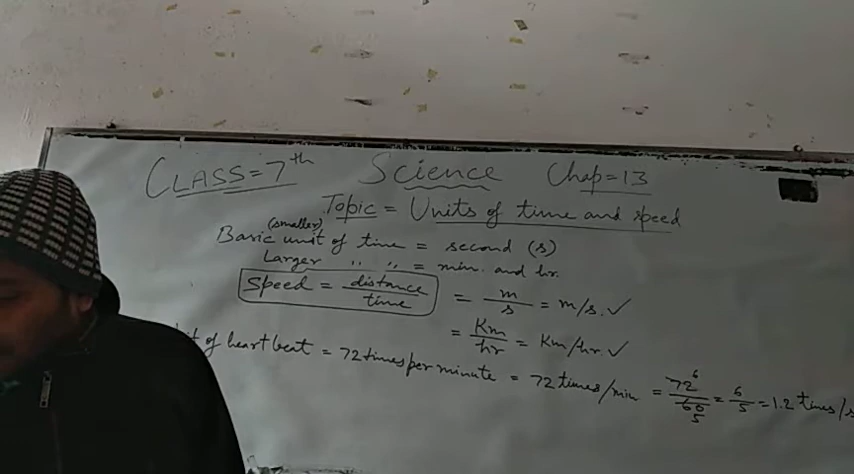 CLASS=7th Science Chap=13
Topic = Units of time and speed
(smaller)
Basic unit of time = second (s)
Larger " " = min. and hr.
Speed = distance/time = m/s = m/s. ✓
= Km/hr = Km/hr ✓
of heart beat = 72 times per minute = 72 times/min = 72 6/60 5 = 6/5 = 1.2 times/s